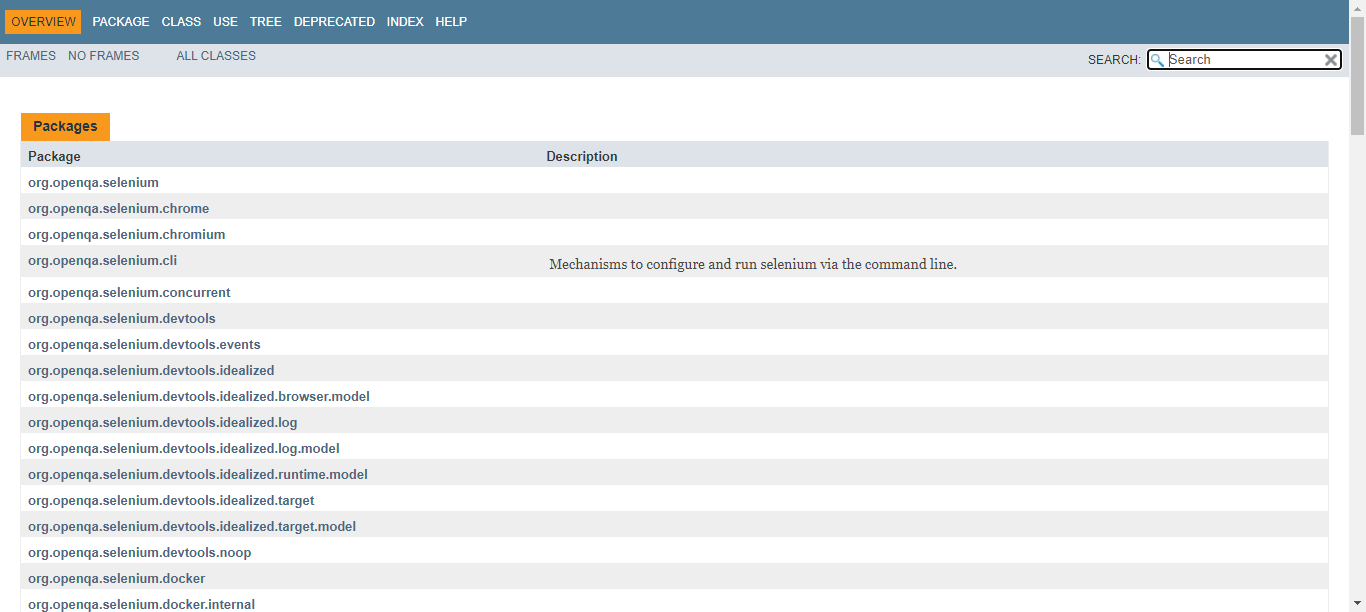 OVERVIEW PACKAGE CLASS USE TREE DEPRECATED INDEX HELP
FRAMES NO FRAMES ALL CLASSES SEARCH: Search
Packages
Package Description
org.openqa.selenium
org.openqa.selenium.chrome
org.openqa.selenium.chromium
org.openqa.selenium.cli Mechanisms to configure and run selenium via the command line.
org.openqa.selenium.concurrent
org.openqa.selenium.devtools
org.openqa.selenium.devtools.events
org.openqa.selenium.devtools.idealized
org.openqa.selenium.devtools.idealized.browser.model
org.openqa.selenium.devtools.idealized.log
org.openqa.selenium.devtools.idealized.log.model
org.openqa.selenium.devtools.idealized.runtime.model
org.openqa.selenium.devtools.idealized.target
org.openqa.selenium.devtools.idealized.target.model
org.openqa.selenium.devtools.noop
org.openqa.selenium.docker
org.openqa.selenium.docker.internal